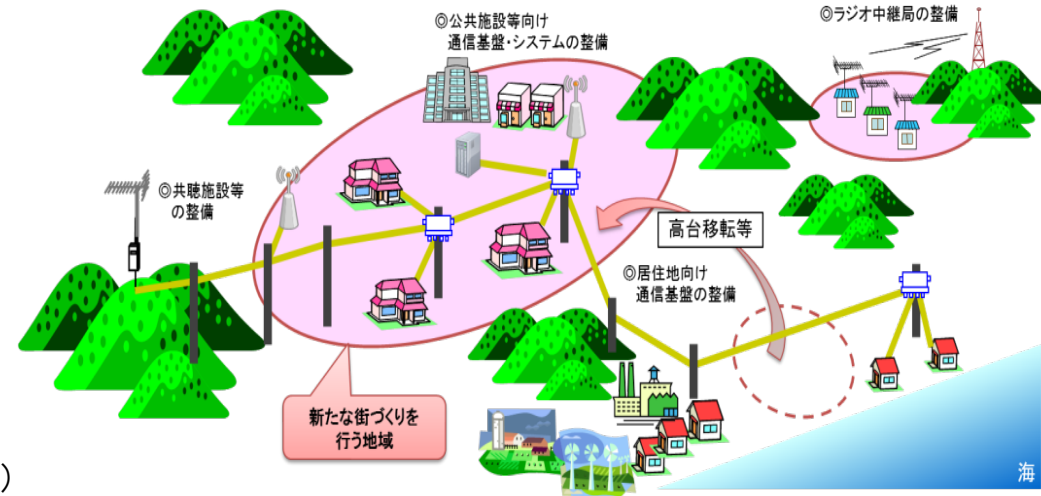 ◎公共施設等向け
通信基盤・システムの整備
◎ラジオ中継局の整備
◎共聴施設等
の整備
高台移転等
◎居住地向け
通信基盤の整備
新たな街づくりを
行う地域
海
)